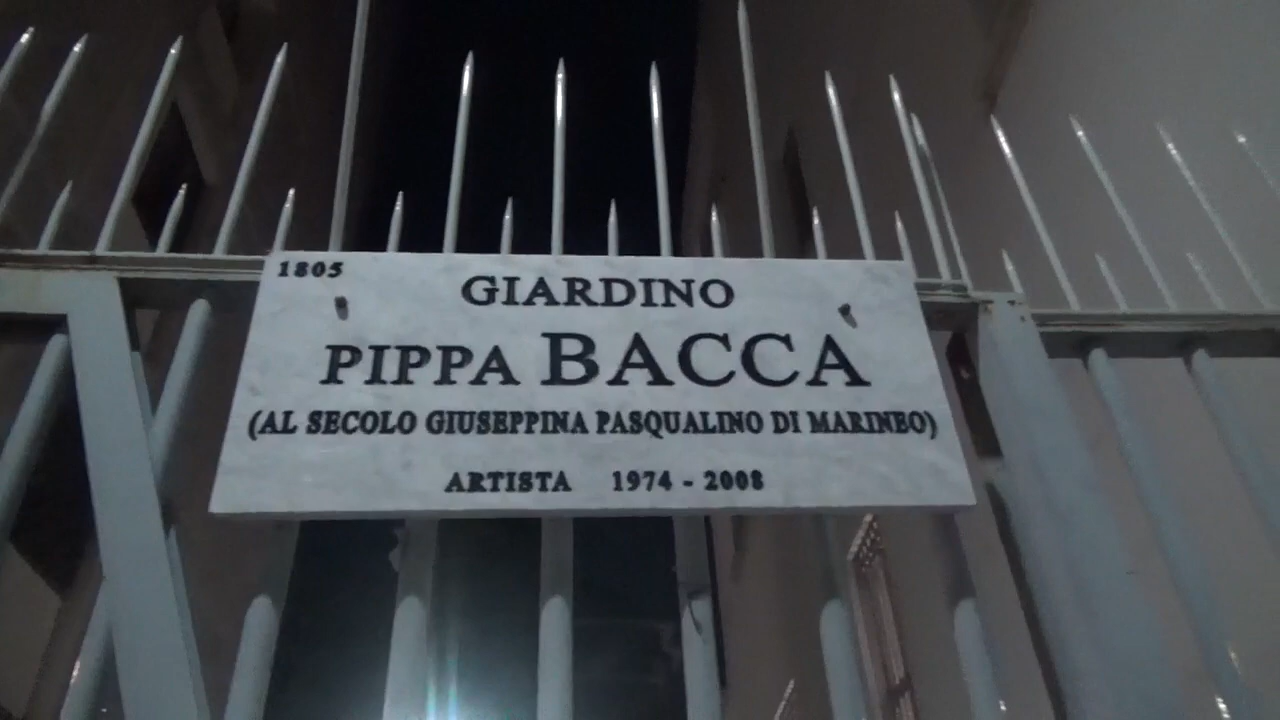 1805
GIARDINO
PIPPA BACCA
(AL SECOLO GIUSEPPINA PASQUALINO DI MARINEO)
ARTISTA 1974 - 2008